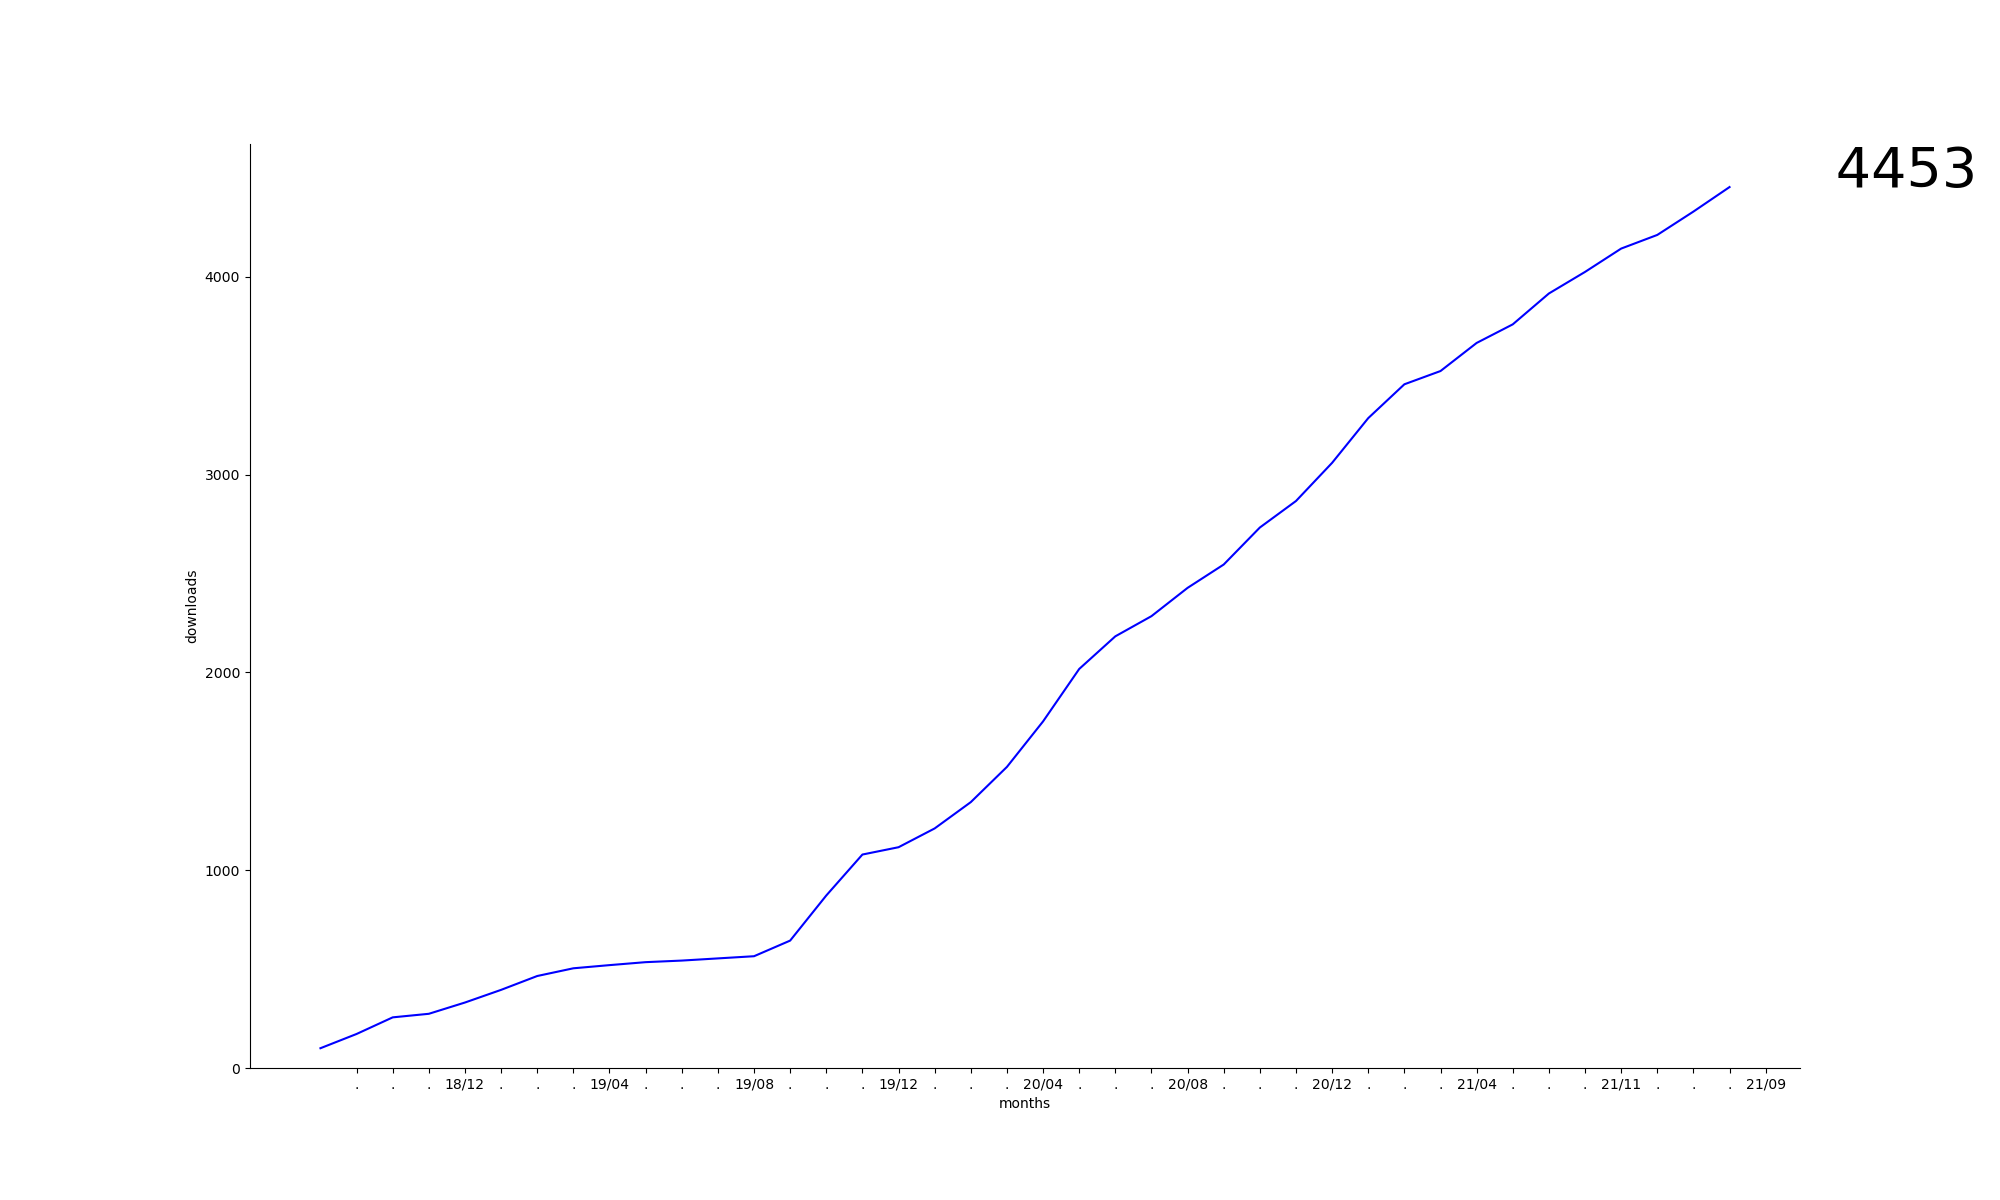 4453
4000
3000
2000
1000
0
downloads
. . . 18/12 . . . 19/04 . . . 19/08 . . . 19/12 . . . 20/04 . . . 20/08 . . . 20/12 . . . 21/04 . . . 21/11 . . . 21/09
months